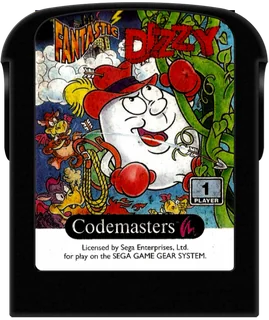 FANTASTIC
DIZZY
1
PLAYER
Codemasters
Licensed by Sega Enterprises, Ltd.
for play on the SEGA GAME GEAR SYSTEM.